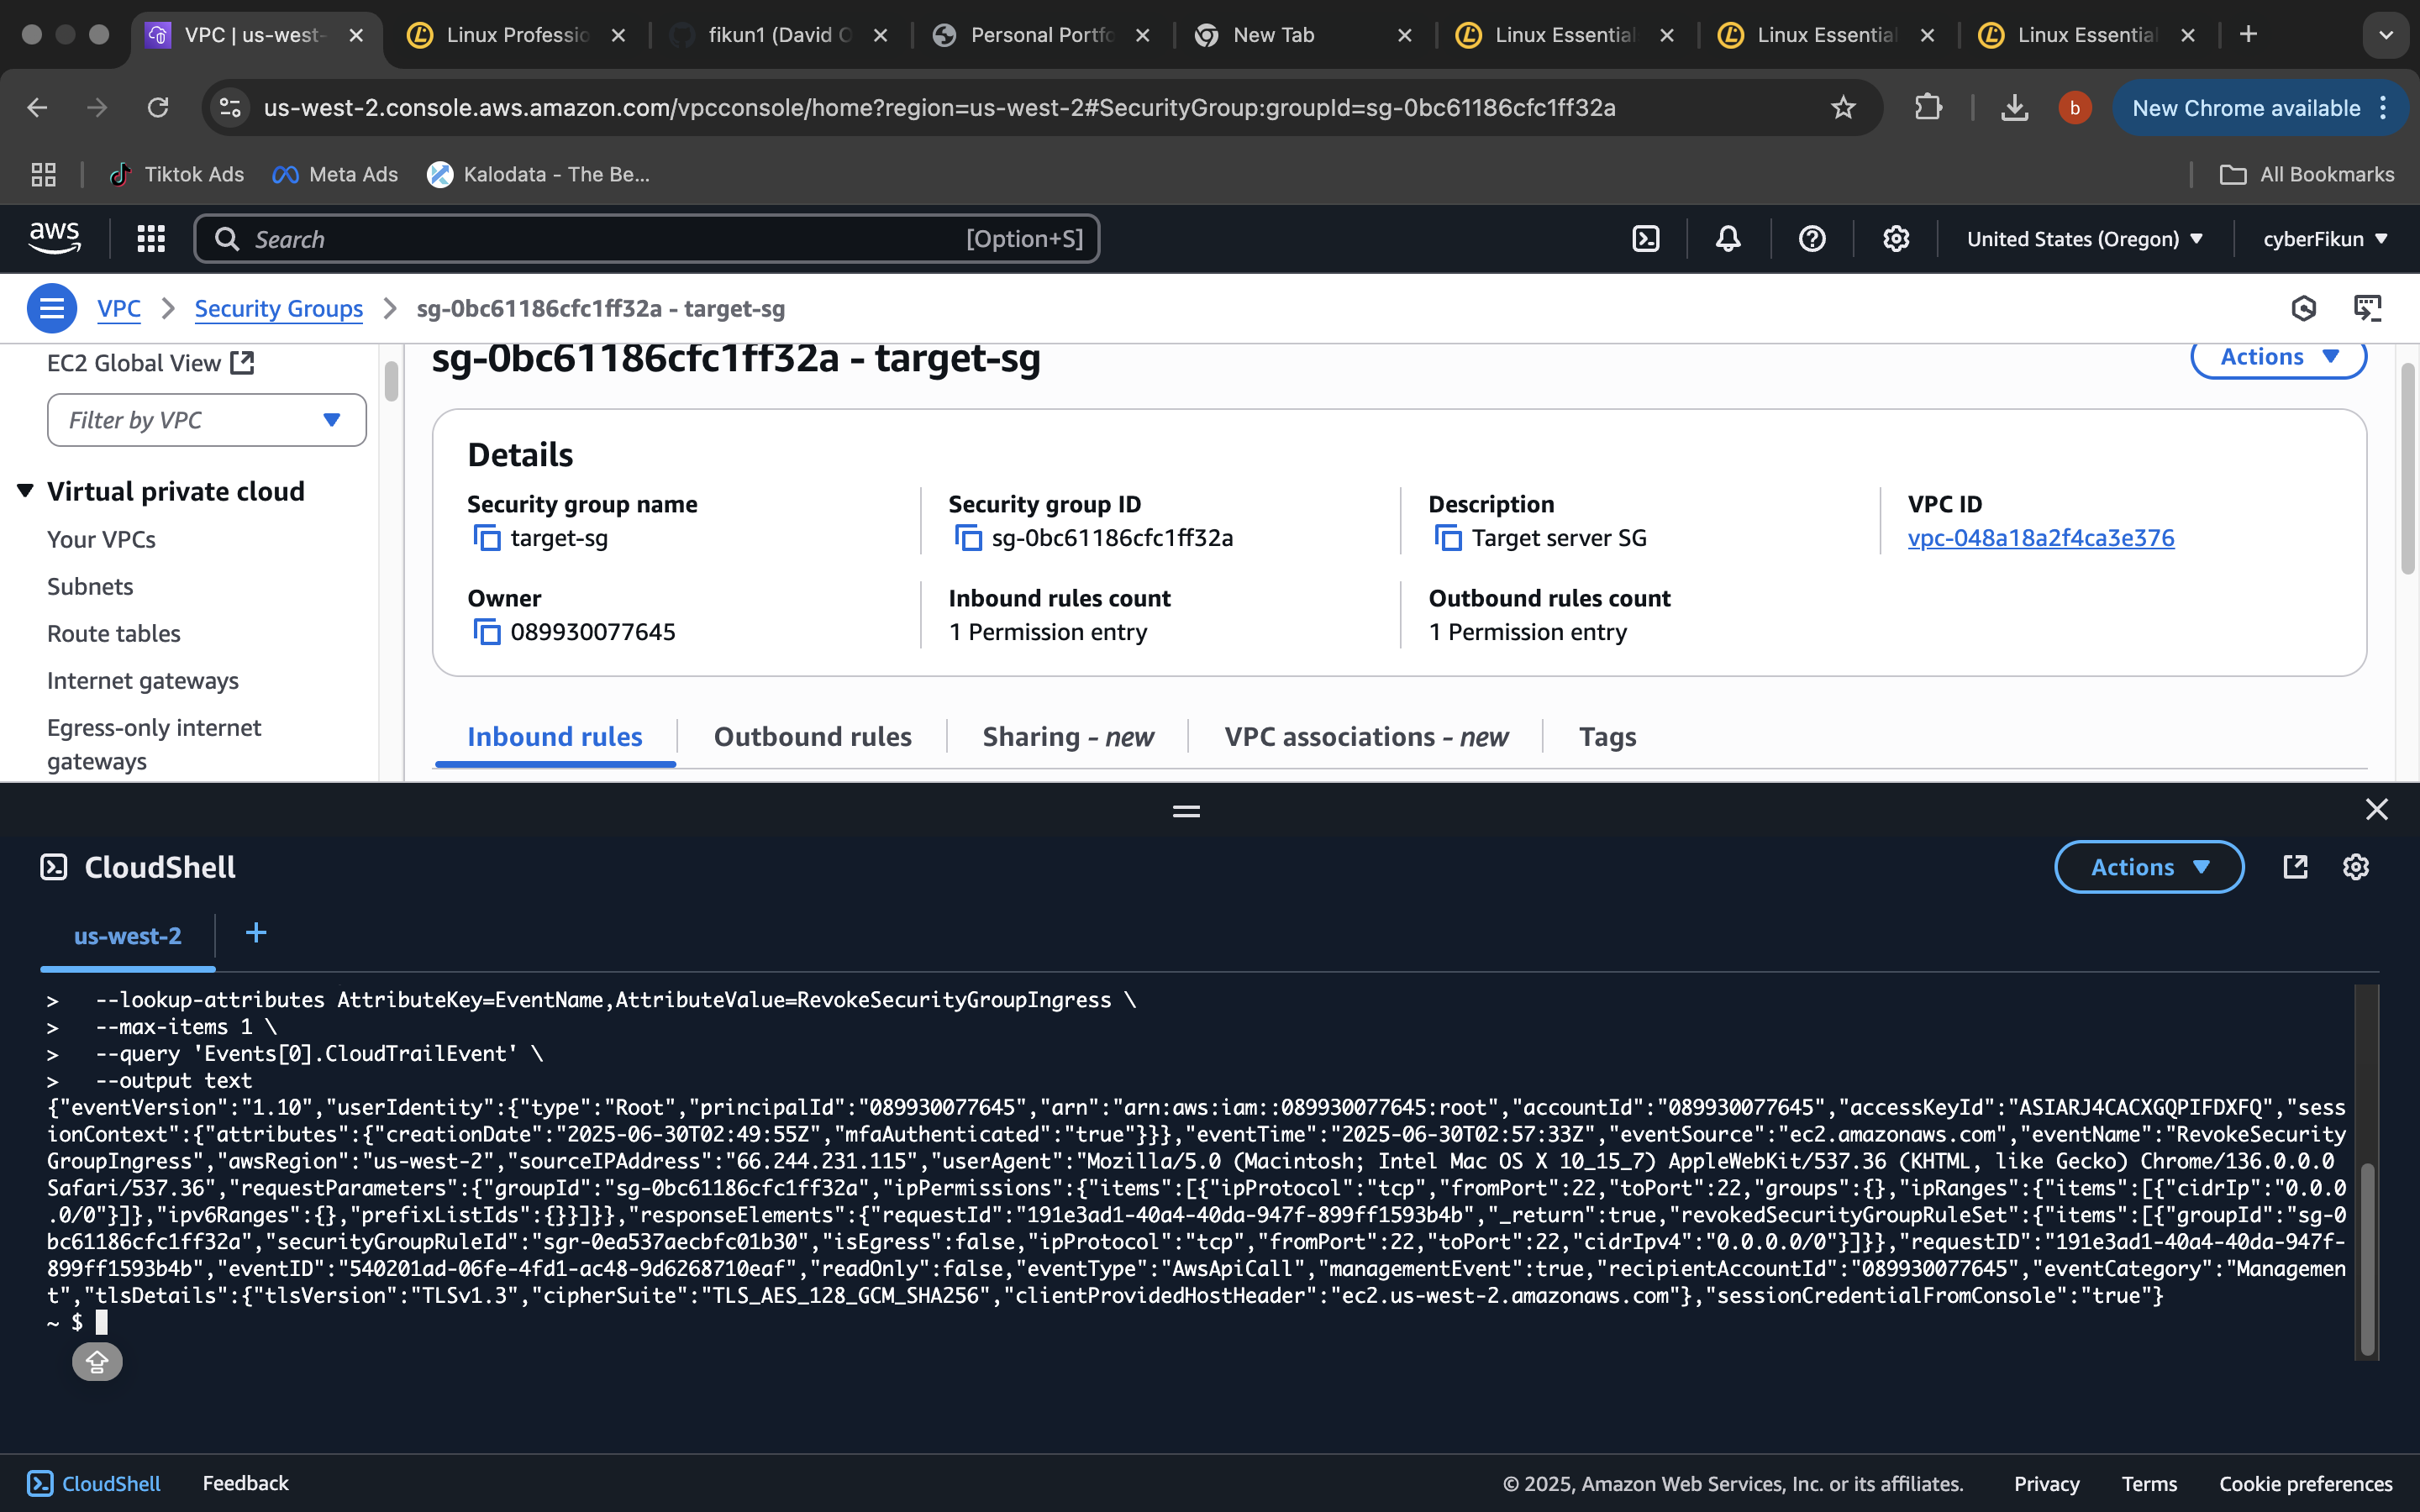 VPC | us-west-
Linux Professio
fikun1 (David O
Personal Portfo
New Tab
Linux Essential
Linux Essential
Linux Essential
us-west-2.console.aws.amazon.com/vpcconsole/home?region=us-west-2#SecurityGroup:groupId=sg-0bc61186cfc1ff32a
b
New Chrome available
Tiktok Ads
Meta Ads
Kalodata - The Be...
All Bookmarks
aws
Search
[Option+S]
United States (Oregon)
cyberFikun
VPC
Security Groups
sg-0bc61186cfc1ff32a - target-sg
EC2 Global View
Filter by VPC
Virtual private cloud
Your VPCs
Subnets
Route tables
Internet gateways
Egress-only internet
gateways
sg-0bc61186cfc1ff32a - target-sg
Actions
Details
Security group name
target-sg
Security group ID
sg-0bc61186cfc1ff32a
Description
Target server SG
VPC ID
vpc-048a18a2f4ca3e376
Owner
089930077645
Inbound rules count
1 Permission entry
Outbound rules count
1 Permission entry
Inbound rules
Outbound rules
Sharing - new
VPC associations - new
Tags
CloudShell
Actions
us-west-2
+
>   --lookup-attributes AttributeKey=EventName,AttributeValue=RevokeSecurityGroupIngress \
>   --max-items 1 \
>   --query 'Events[0].CloudTrailEvent' \
>   --output text
{"eventVersion":"1.10","userIdentity":{"type":"Root","principalId":"089930077645","arn":"arn:aws:iam::089930077645:root","accountId":"089930077645","accessKeyId":"ASIARJ4CACXGQPIFDXFQ","sess
ionContext":{"attributes":{"creationDate":"2025-06-30T02:49:55Z","mfaAuthenticated":"true"}}},"eventTime":"2025-06-30T02:57:33Z","eventSource":"ec2.amazonaws.com","eventName":"RevokeSecurity
GroupIngress","awsRegion":"us-west-2","sourceIPAddress":"66.244.231.115","userAgent":"Mozilla/5.0 (Macintosh; Intel Mac OS X 10_15_7) AppleWebKit/537.36 (KHTML, like Gecko) Chrome/136.0.0.0
Safari/537.36","requestParameters":{"groupId":"sg-0bc61186cfc1ff32a","ipPermissions":{"items":[{"ipProtocol":"tcp","fromPort":22,"toPort":22,"groups":{},"ipRanges":{"items":[{"cidrIp":"0.0.0
.0/0"}]},"ipv6Ranges":{},"prefixListIds":{}}]}},"responseElements":{"requestId":"191e3ad1-40a4-40da-947f-899ff1593b4b","_return":true,"revokedSecurityGroupRuleSet":{"items":[{"groupId":"sg-0
bc61186cfc1ff32a","securityGroupRuleId":"sgr-0ea537aecbfc01b30","isEgress":false,"ipProtocol":"tcp","fromPort":22,"toPort":22,"cidrIpv4":"0.0.0.0/0"}]}},"requestID":"191e3ad1-40a4-40da-947f-
899ff1593b4b","eventID":"540201ad-06fe-4fd1-ac48-9d6268710eaf","readOnly":false,"eventType":"AwsApiCall","managementEvent":true,"recipientAccountId":"089930077645","eventCategory":"Managemen
t","tlsDetails":{"tlsVersion":"TLSv1.3","cipherSuite":"TLS_AES_128_GCM_SHA256","clientProvidedHostHeader":"ec2.us-west-2.amazonaws.com"},"sessionCredentialFromConsole":"true"}
~ $
CloudShell
Feedback
© 2025, Amazon Web Services, Inc. or its affiliates.
Privacy
Terms
Cookie preferences